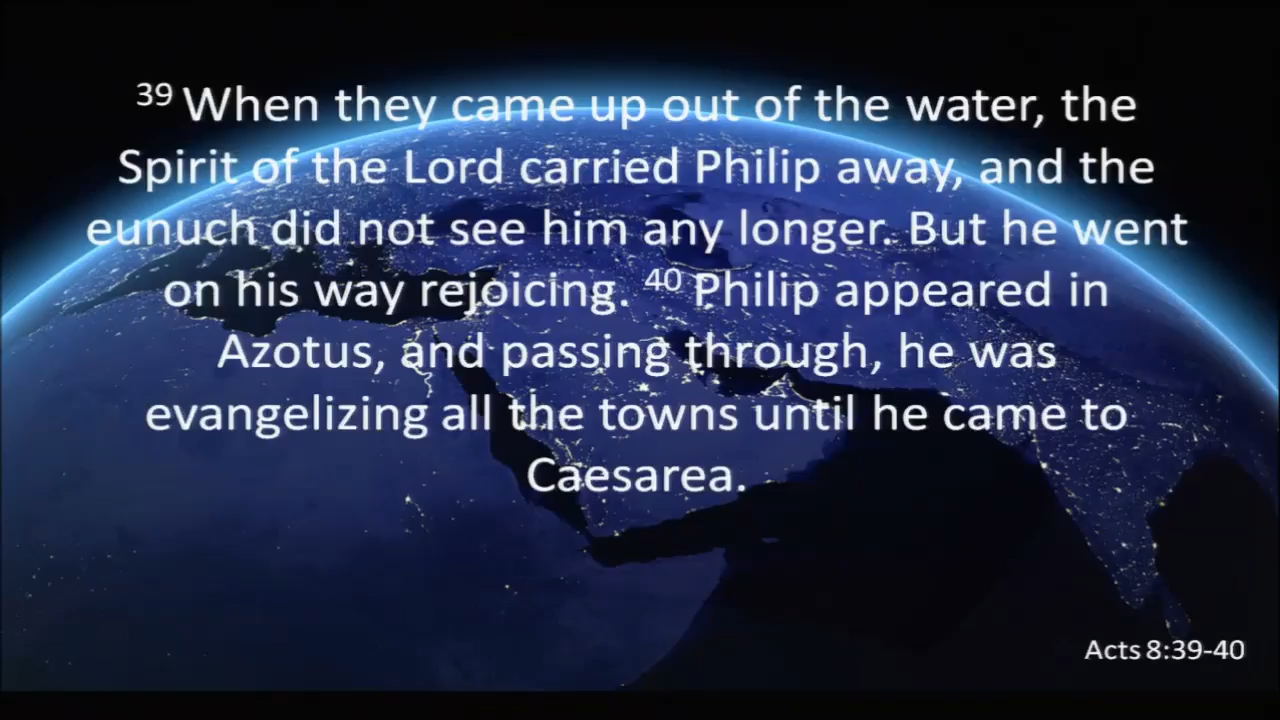 39 When they came up out of the water, the
Spirit of the Lord carried Philip away, and the
eunuch did not see him any longer. But he went
on his way rejoicing. 40 Philip appeared in
Azotus, and passing through, he was
evangelizing all the towns until he came to
Caesarea.
Acts 8:39-40